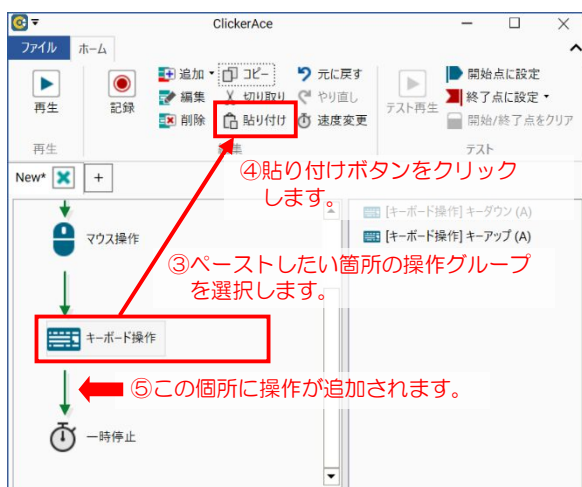 ClickerAce
ファイル ホーム
再生
記録
追加
編集
削除
コピー
切り取り
貼り付け
元に戻す
やり直し
速度変更
テスト再生
開始点に設定
終了点に設定
開始/終了点をクリア
再生
編集
テスト
New*
+
④貼り付けボタンをクリック
します。
[キーボード操作] キーダウン (A)
[キーボード操作] キーアップ (A)
マウス操作
③ペーストしたい箇所の操作グループ
を選択します。
キーボード操作
⑤この個所に操作が追加されます。
一時停止